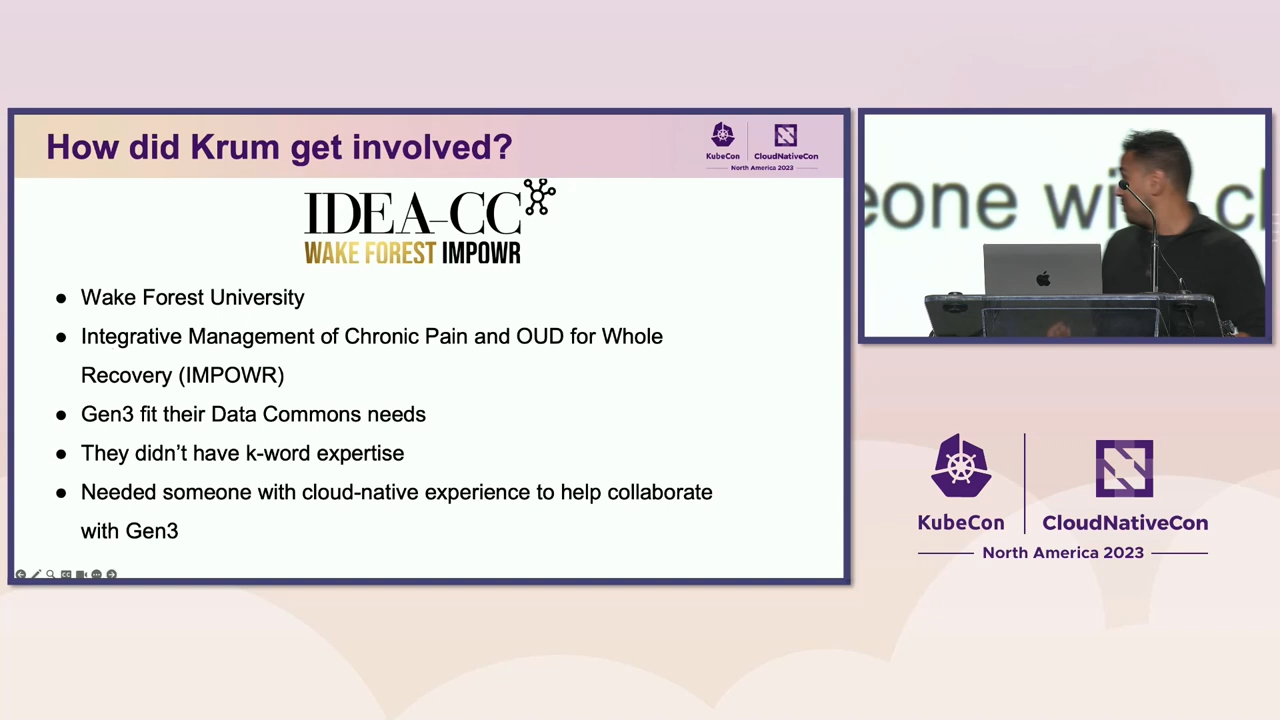 How did Krum get involved?
KubeCon
CloudNativeCon
North America 2023
IDEA-CC
WAKE FOREST IMPOWR
● Wake Forest University
● Integrative Management of Chronic Pain and OUD for Whole
Recovery (IMPOWR)
● Gen3 fit their Data Commons needs
● They didn’t have k-word expertise
● Needed someone with cloud-native experience to help collaborate
with Gen3
eone with cl
KubeCon
CloudNativeCon
North America 2023